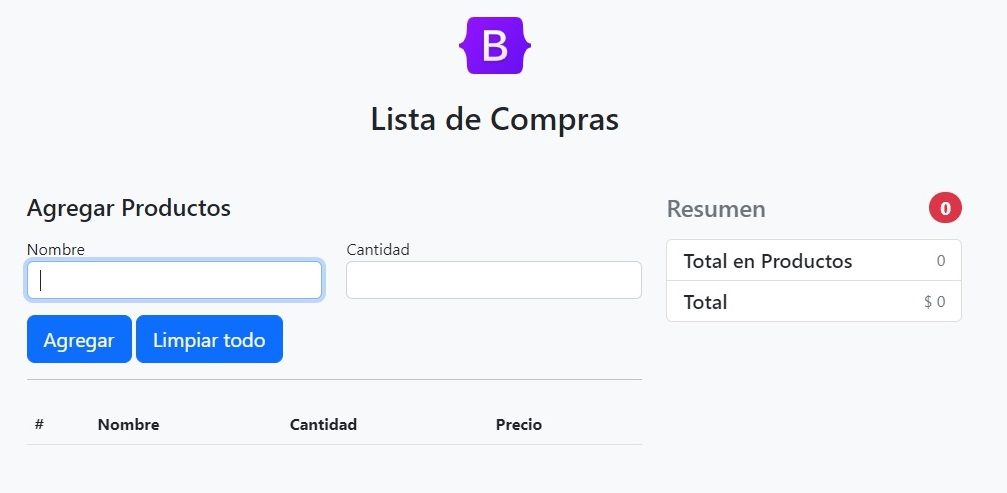 B
Lista de Compras
Agregar Productos
Nombre Cantidad
Agregar Limpiar todo
# Nombre Cantidad Precio
Resumen 0
Total en Productos 0
Total $ 0